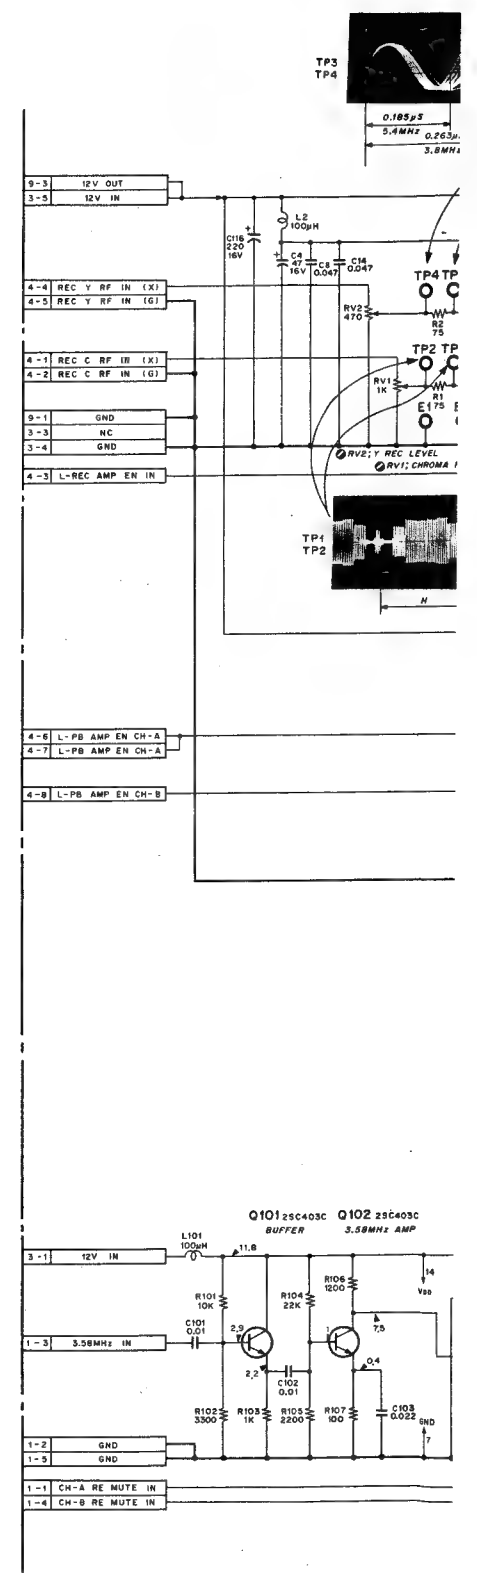 TP3
TP4
0.185µS
5.4MHz
0.263µ
3.8MHz
9-3 12V OUT
3-5 12V IN
C116
220
16V
L2
100µH
C4
47
16V
C8
0.047
C14
0.047
4-4 REC Y RF IN (X)
4-5 REC Y RF IN (G)
RV2
470
TP4 TP
R2
75
4-1 REC C RF IN (X)
4-2 REC C RF IN (G)
TP2 TP
RV1
1K
R1
75
E1
9-1 GND
3-3 NC
3-4 GND
4-3 L-REC AMP EN IN
RV2; Y REC LEVEL
RV1; CHROMA
TP1
TP2
H
4-6 L-PB AMP EN CH-A
4-7 L-PB AMP EN CH-A
4-8 L-PB AMP EN CH-B
Q101 2SC403C
BUFFER
Q102 2SC403C
3.58MHz AMP
3-1 12V IN
L101
100µH
11.8
R101
10K
R104
22K
R106
1200
14
VDD
7.5
C101
0.01
1-3 3.58MHz IN
2.9
1
2.2
C102
0.01
0.4
R102
3300
R103
1K
R105
2200
R107
100
C103
0.022
GND
7
1-2 GND
1-5 GND
1-1 CH-A RE MUTE IN
1-4 CH-B RE MUTE IN